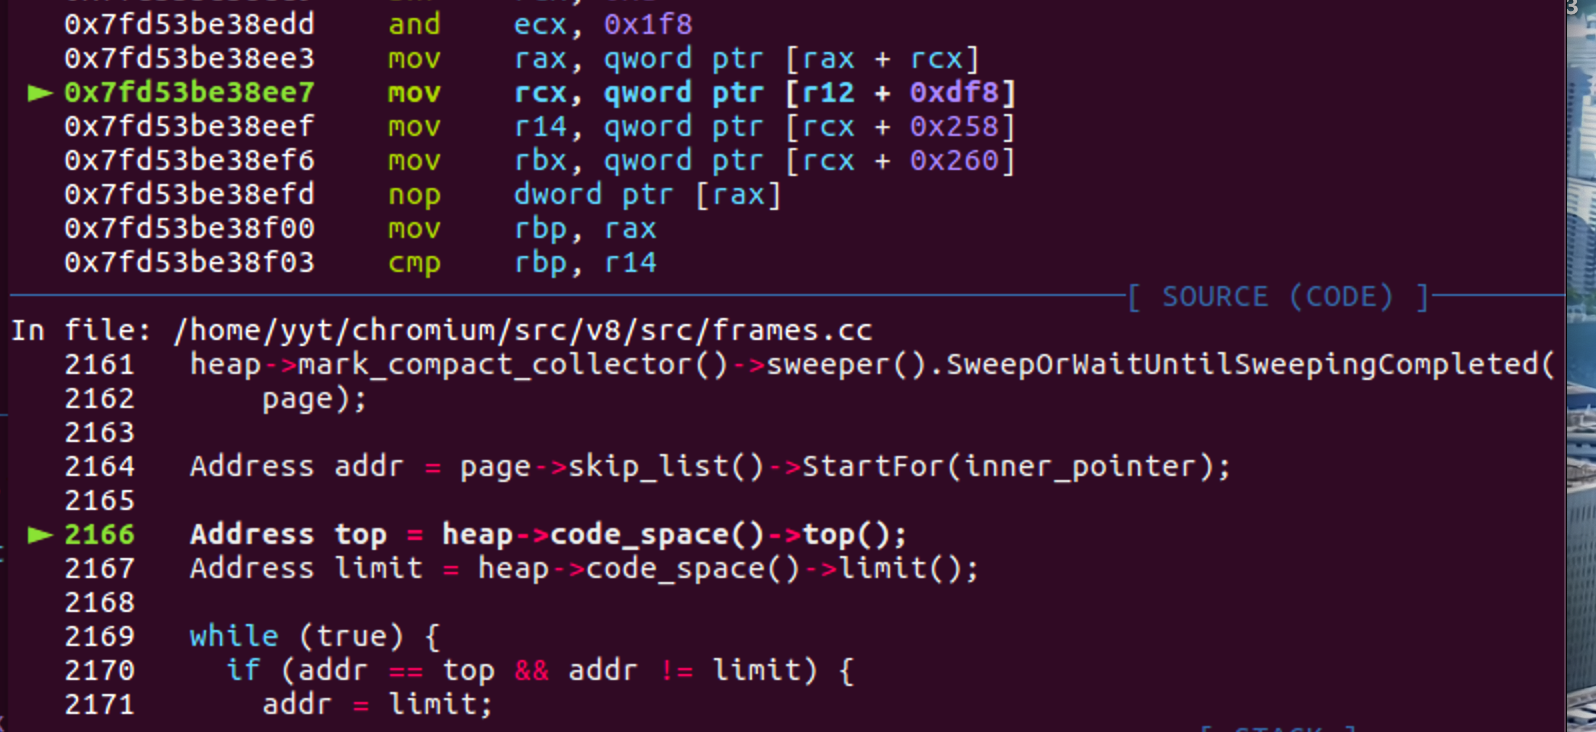 0x7fd53be38edd    and    ecx, 0x1f8
0x7fd53be38ee3    mov    rax, qword ptr [rax + rcx]
► 0x7fd53be38ee7    mov    rcx, qword ptr [r12 + 0xdf8]
0x7fd53be38eef    mov    r14, qword ptr [rcx + 0x258]
0x7fd53be38ef6    mov    rbx, qword ptr [rcx + 0x260]
0x7fd53be38efd    nop    dword ptr [rax]
0x7fd53be38f00    mov    rbp, rax
0x7fd53be38f03    cmp    rbp, r14
[ SOURCE (CODE) ]
In file: /home/yyt/chromium/src/v8/src/frames.cc
2161   heap->mark_compact_collector()->sweeper().SweepOrWaitUntilSweepingCompleted(
2162       page);
2163
2164   Address addr = page->skip_list()->StartFor(inner_pointer);
2165
► 2166   Address top = heap->code_space()->top();
2167   Address limit = heap->code_space()->limit();
2168
2169   while (true) {
2170     if (addr == top && addr != limit) {
2171       addr = limit;
[ STACK ]
3